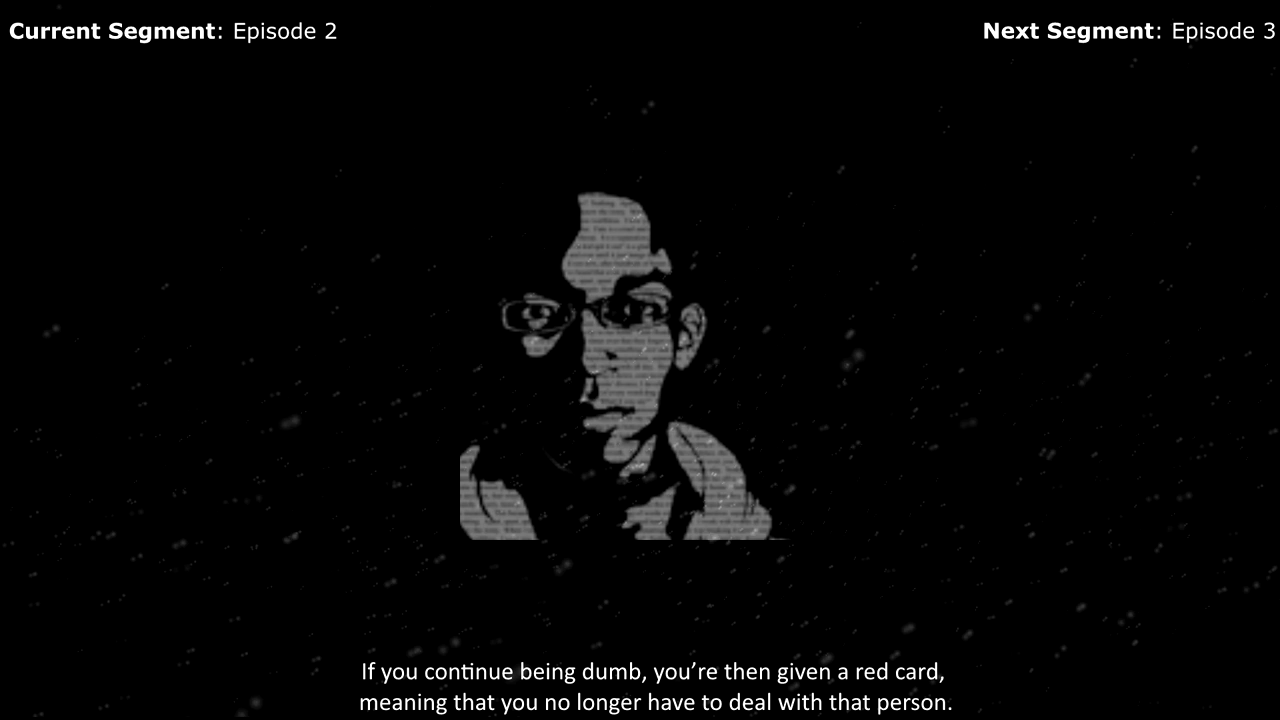 Current Segment: Episode 2
Next Segment: Episode 3
If you continue being dumb, you’re then given a red card,
meaning that you no longer have to deal with that person.